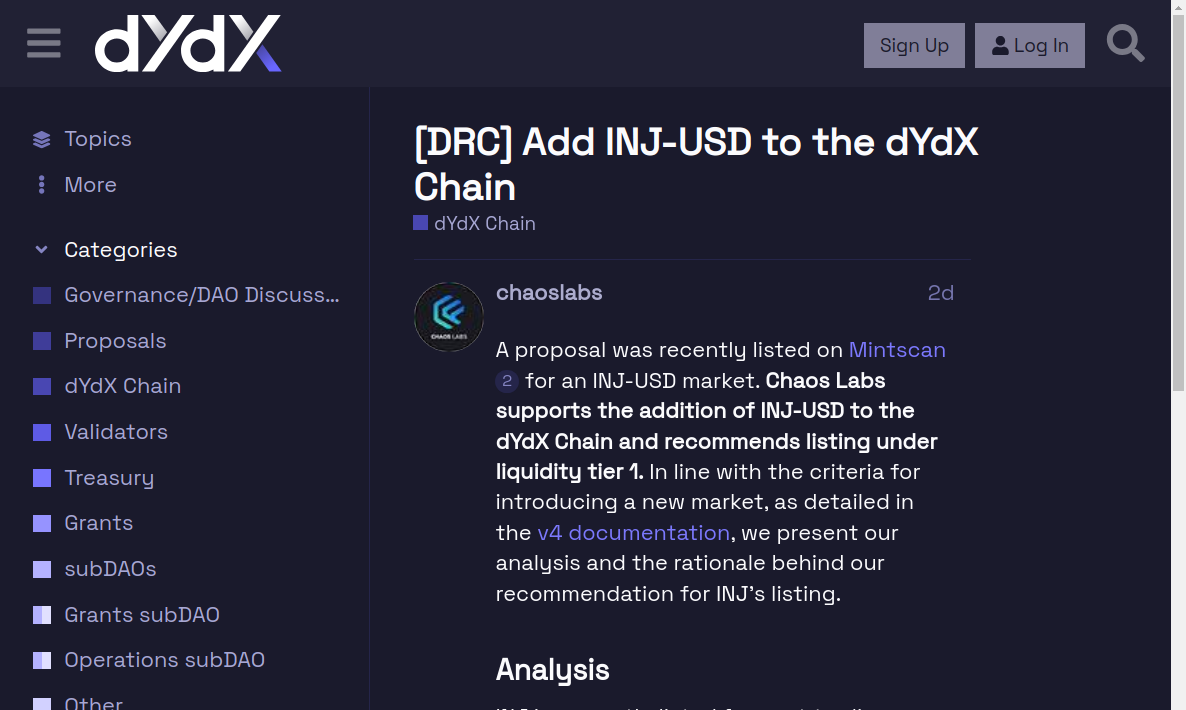 dYdX
Sign Up
Log In
Topics
More
Categories
Governance/DAO Discuss...
Proposals
dYdX Chain
Validators
Treasury
Grants
subDAOs
Grants subDAO
Operations subDAO
Other
[DRC] Add INJ-USD to the dYdX
Chain
dYdX Chain
CHAOS LABS
chaoslabs
2d
A proposal was recently listed on Mintscan
2 for an INJ-USD market. Chaos Labs
supports the addition of INJ-USD to the
dYdX Chain and recommends listing under
liquidity tier 1. In line with the criteria for
introducing a new market, as detailed in
the v4 documentation, we present our
analysis and the rationale behind our
recommendation for INJ's listing.
Analysis